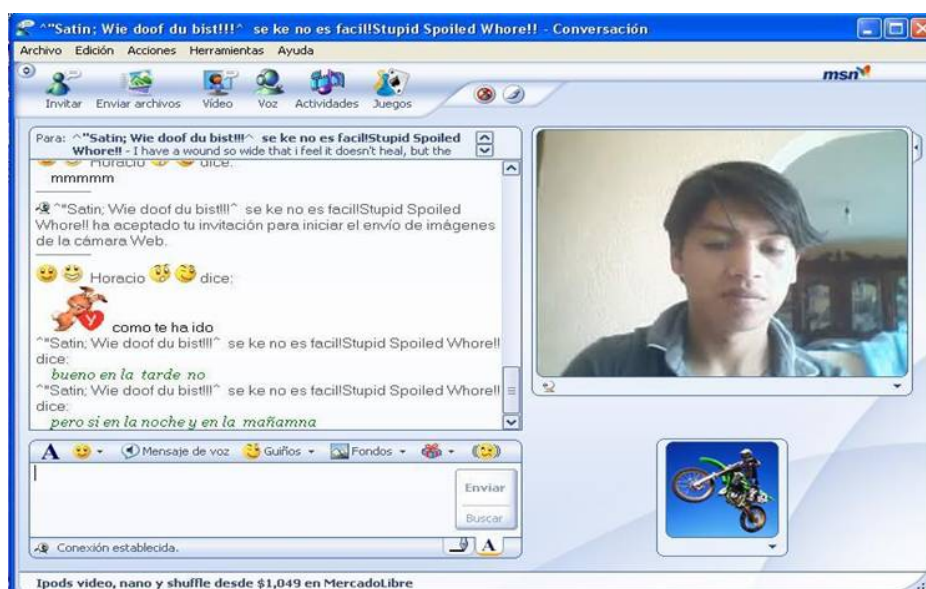 ^"Satin; Wie doof du bist!!!^ se ke no es facil!Stupid Spoiled Whore!! - Conversación
Archivo Edición Acciones Herramientas Ayuda
msn
Invitar Enviar archivos Vídeo Voz Actividades Juegos
Para: ^"Satin; Wie doof du bist!!!^ se ke no es facil!Stupid Spoiled
Whore!! - I have a wound so wide that i feel it doesn't heal, but the
Horacio dice:
mmmmm
^"Satin; Wie doof du bist!!!^ se ke no es facil!Stupid Spoiled
Whore!! ha aceptado tu invitación para iniciar el envío de imágenes
de la cámara Web.
Horacio dice:
y como te ha ido
^"Satin; Wie doof du bist!!!^ se ke no es facil!Stupid Spoiled Whore!!
dice:
bueno en la tarde no
^"Satin; Wie doof du bist!!!^ se ke no es facil!Stupid Spoiled Whore!!
dice:
pero si en la noche y en la mañamna
A Mensaje de voz Guiños Fondos
Enviar
Buscar
Conexión establecida.
A
Ipods video, nano y shuffle desde $1,049 en MercadoLibre